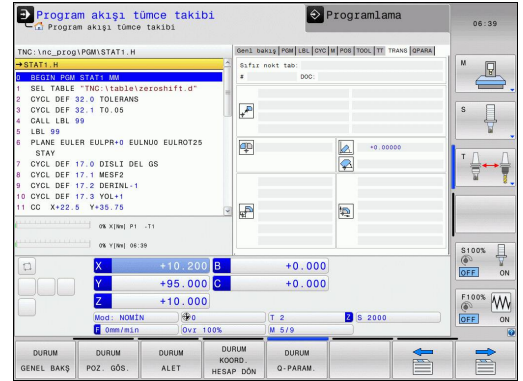 Program akışı tümce takibi
Program akışı tümce takibi
Programlama
06:39
TNC:\nc_prog\PGM\STAT1.H
→STAT1.H
0 BEGIN PGM STAT1 MM
1 SEL TABLE "TNC:\table\zeroshift.d"
2 CYCL DEF 32.0 TOLERANS
3 CYCL DEF 32.1 T0.05
4 CALL LBL 99
5 LBL 99
6 PLANE EULER EULPR+0 EULNU0 EULROT25
STAY
7 CYCL DEF 17.0 DISLI DEL GS
8 CYCL DEF 17.1 MESF2
9 CYCL DEF 17.2 DERINL-1
10 CYCL DEF 17.3 YOL+1
11 CC X+22.5 Y+35.75
Genl bakış PGM LBL CYC M POS TOOL TT TRANS QPARA
Sıfır nokt tab:
# DOC:
+0.00000
0% X[Nm] P1 -T1
0% Y[Nm] 06:39
X +10.200 B +0.000
Y +95.000 C +0.000
Z +10.000
Mod: NOMİN 0 T 2 Z S 2000
F 0mm/min Ovr 100% M 5/9
M
S
T
S100%
OFF ON
F100%
OFF ON
DURUM
GENEL BAKŞ
DURUM
POZ. GÖS.
DURUM
ALET
DURUM
KOORD.
HESAP DÖN
DURUM
Q-PARAM.